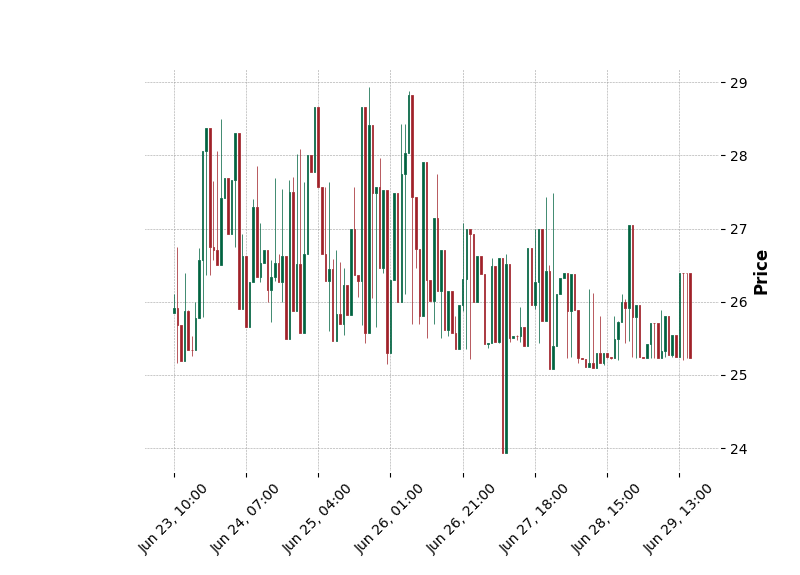 29
28
27
26
25
24
Price
Jun 23, 10:00
Jun 24, 07:00
Jun 25, 04:00
Jun 26, 01:00
Jun 26, 21:00
Jun 27, 18:00
Jun 28, 15:00
Jun 29, 13:00